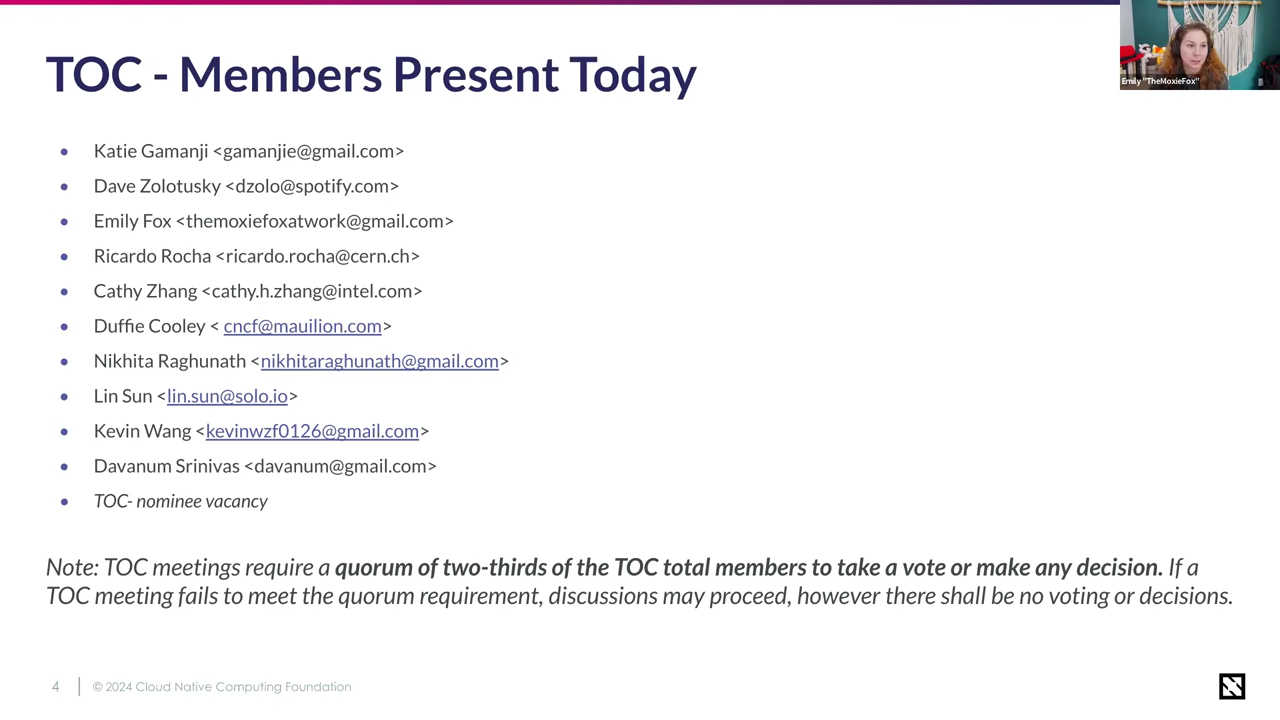 TOC - Members Present Today
Emily "TheMoxieFox"
• Katie Gamanji <gamanjie@gmail.com>
• Dave Zolotusky <dzolo@spotify.com>
• Emily Fox <themoxiefoxatwork@gmail.com>
• Ricardo Rocha <ricardo.rocha@cern.ch>
• Cathy Zhang <cathy.h.zhang@intel.com>
• Duffie Cooley < cncf@mauilion.com>
• Nikhita Raghunath <nikhitaraghunath@gmail.com>
• Lin Sun <lin.sun@solo.io>
• Kevin Wang <kevinwzf0126@gmail.com>
• Davanum Srinivas <davanum@gmail.com>
• TOC- nominee vacancy
Note: TOC meetings require a quorum of two-thirds of the TOC total members to take a vote or make any decision. If a
TOC meeting fails to meet the quorum requirement, discussions may proceed, however there shall be no voting or decisions.
4 © 2024 Cloud Native Computing Foundation